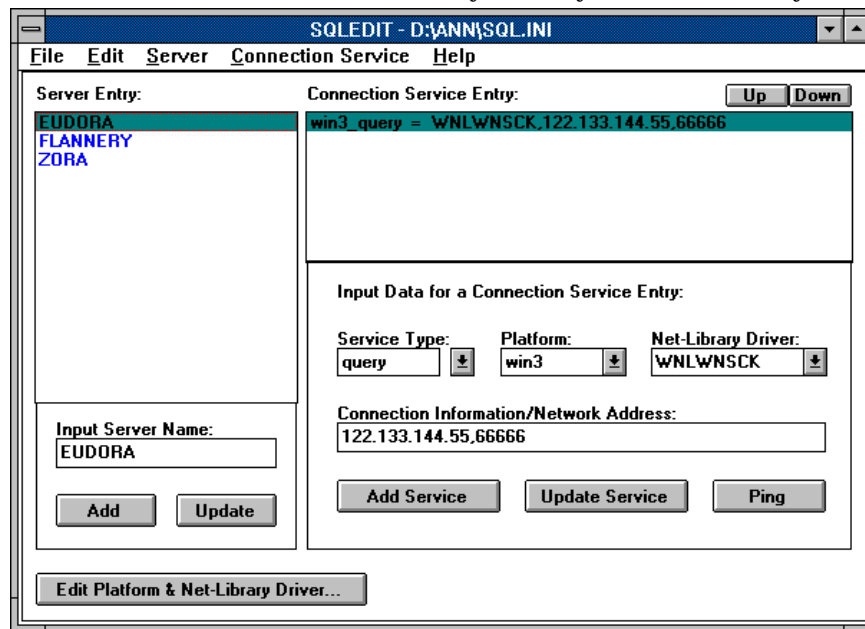 SQLEDIT - D:\ANN\SQL.INI
File Edit Server Connection Service Help
Server Entry:
EUDORA
FLANNERY
ZORA
Connection Service Entry:
Up Down
win3_query = WNLWNSCK,122.133.144.55,66666
Input Data for a Connection Service Entry:
Service Type: Platform: Net-Library Driver:
query win3 WNLWNSCK
Connection Information/Network Address:
122.133.144.55,66666
Add Service Update Service Ping
Input Server Name:
EUDORA
Add Update
Edit Platform & Net-Library Driver...